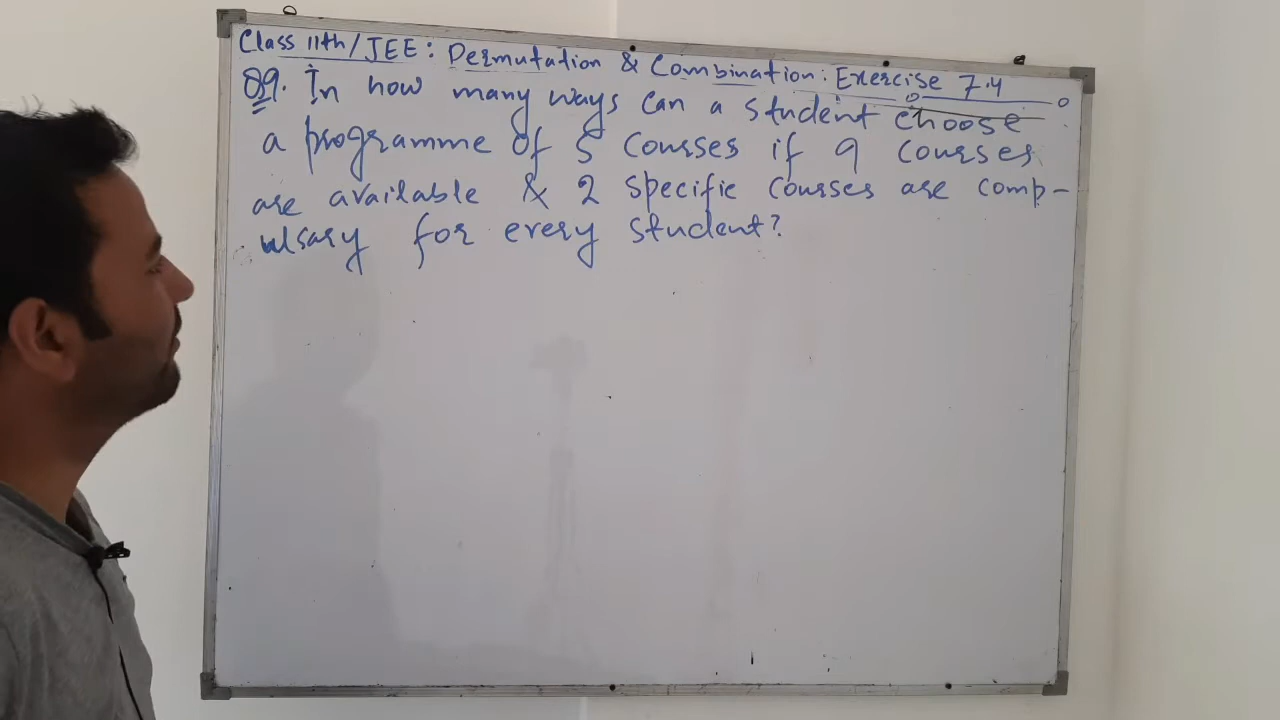 Class 11th/JEE: Permutation & Combination: Exercise 7.4
Q9. In how many ways can a student choose
a programme of 5 courses if 9 courses
are available & 2 specific courses are comp-
ulsary for every student?